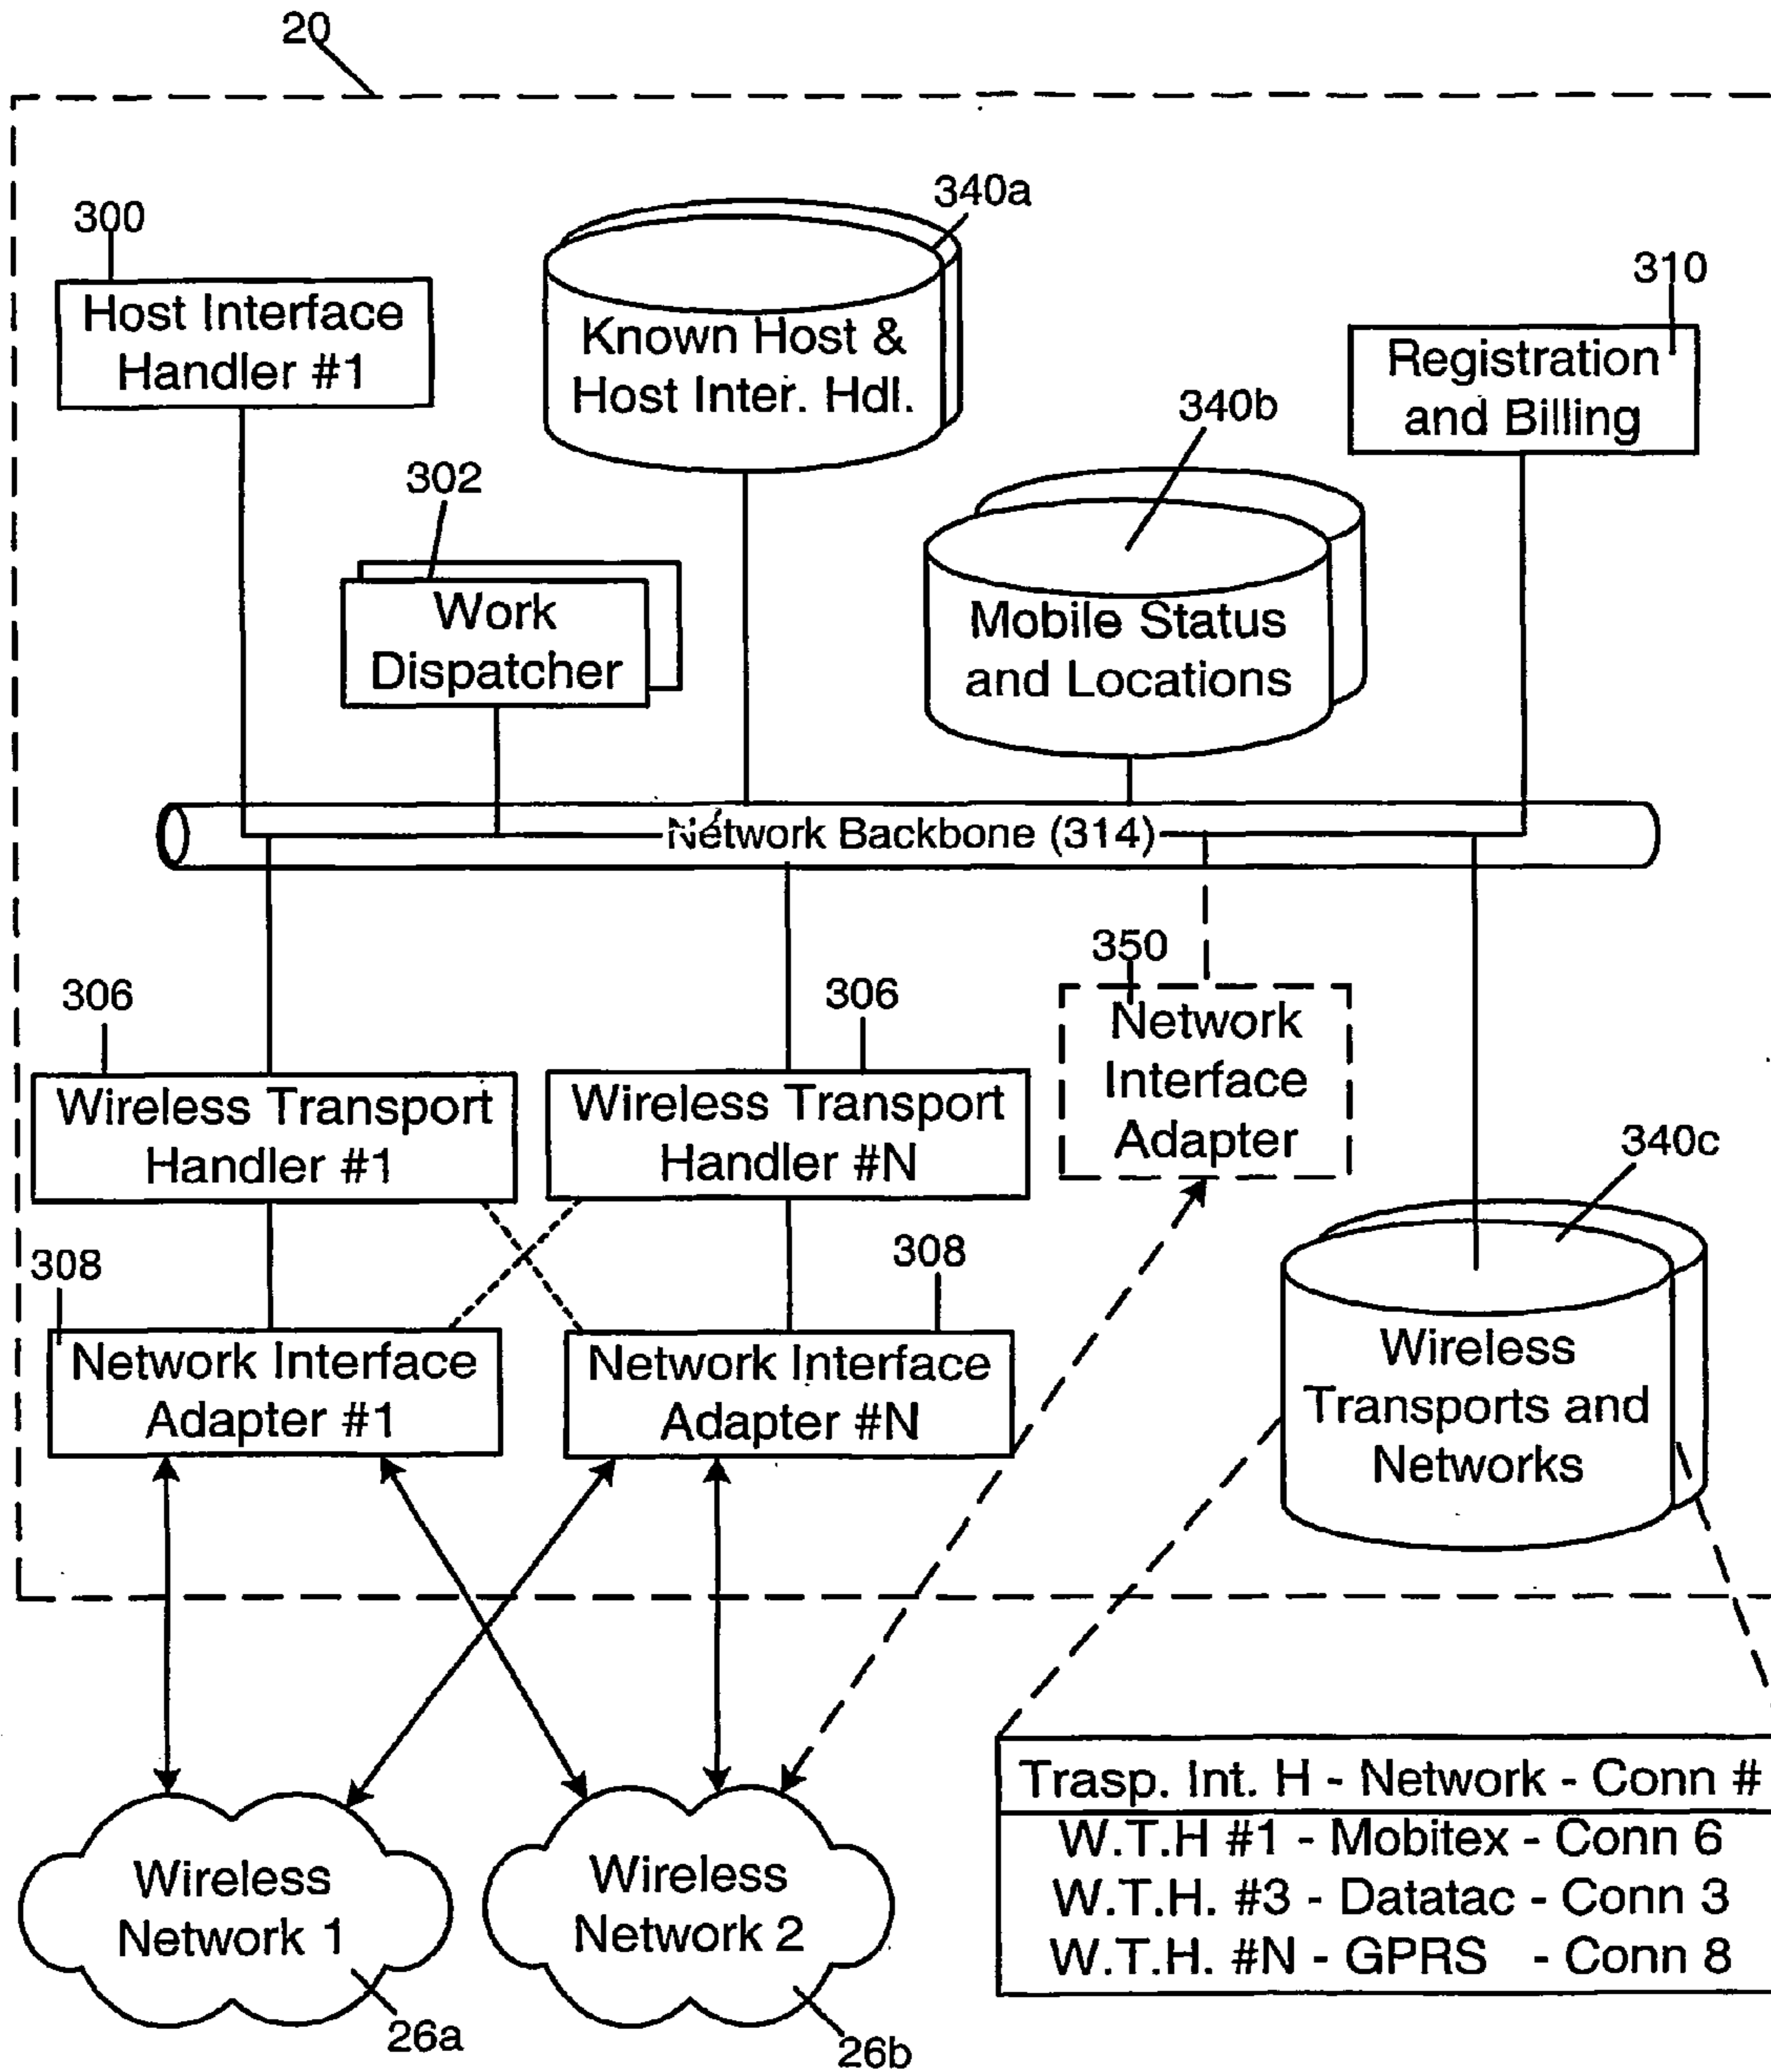 20
340a
300
310
Host Interface
Handler #1
Known Host &
Host Inter. Hdl.
Registration
and Billing
340b
302
Work
Dispatcher
Mobile Status
and Locations
Network Backbone (314)
350
306
306
Network
Interface
Adapter
Wireless Transport
Handler #1
Wireless Transport
Handler #N
340c
308
308
Network Interface
Adapter #1
Network Interface
Adapter #N
Wireless
Transports and
Networks
Trasp. Int. H - Network - Conn #
W.T.H #1 - Mobitex - Conn 6
W.T.H. #3 - Datatac - Conn 3
W.T.H. #N - GPRS - Conn 8
Wireless
Network 1
Wireless
Network 2
26a
26b